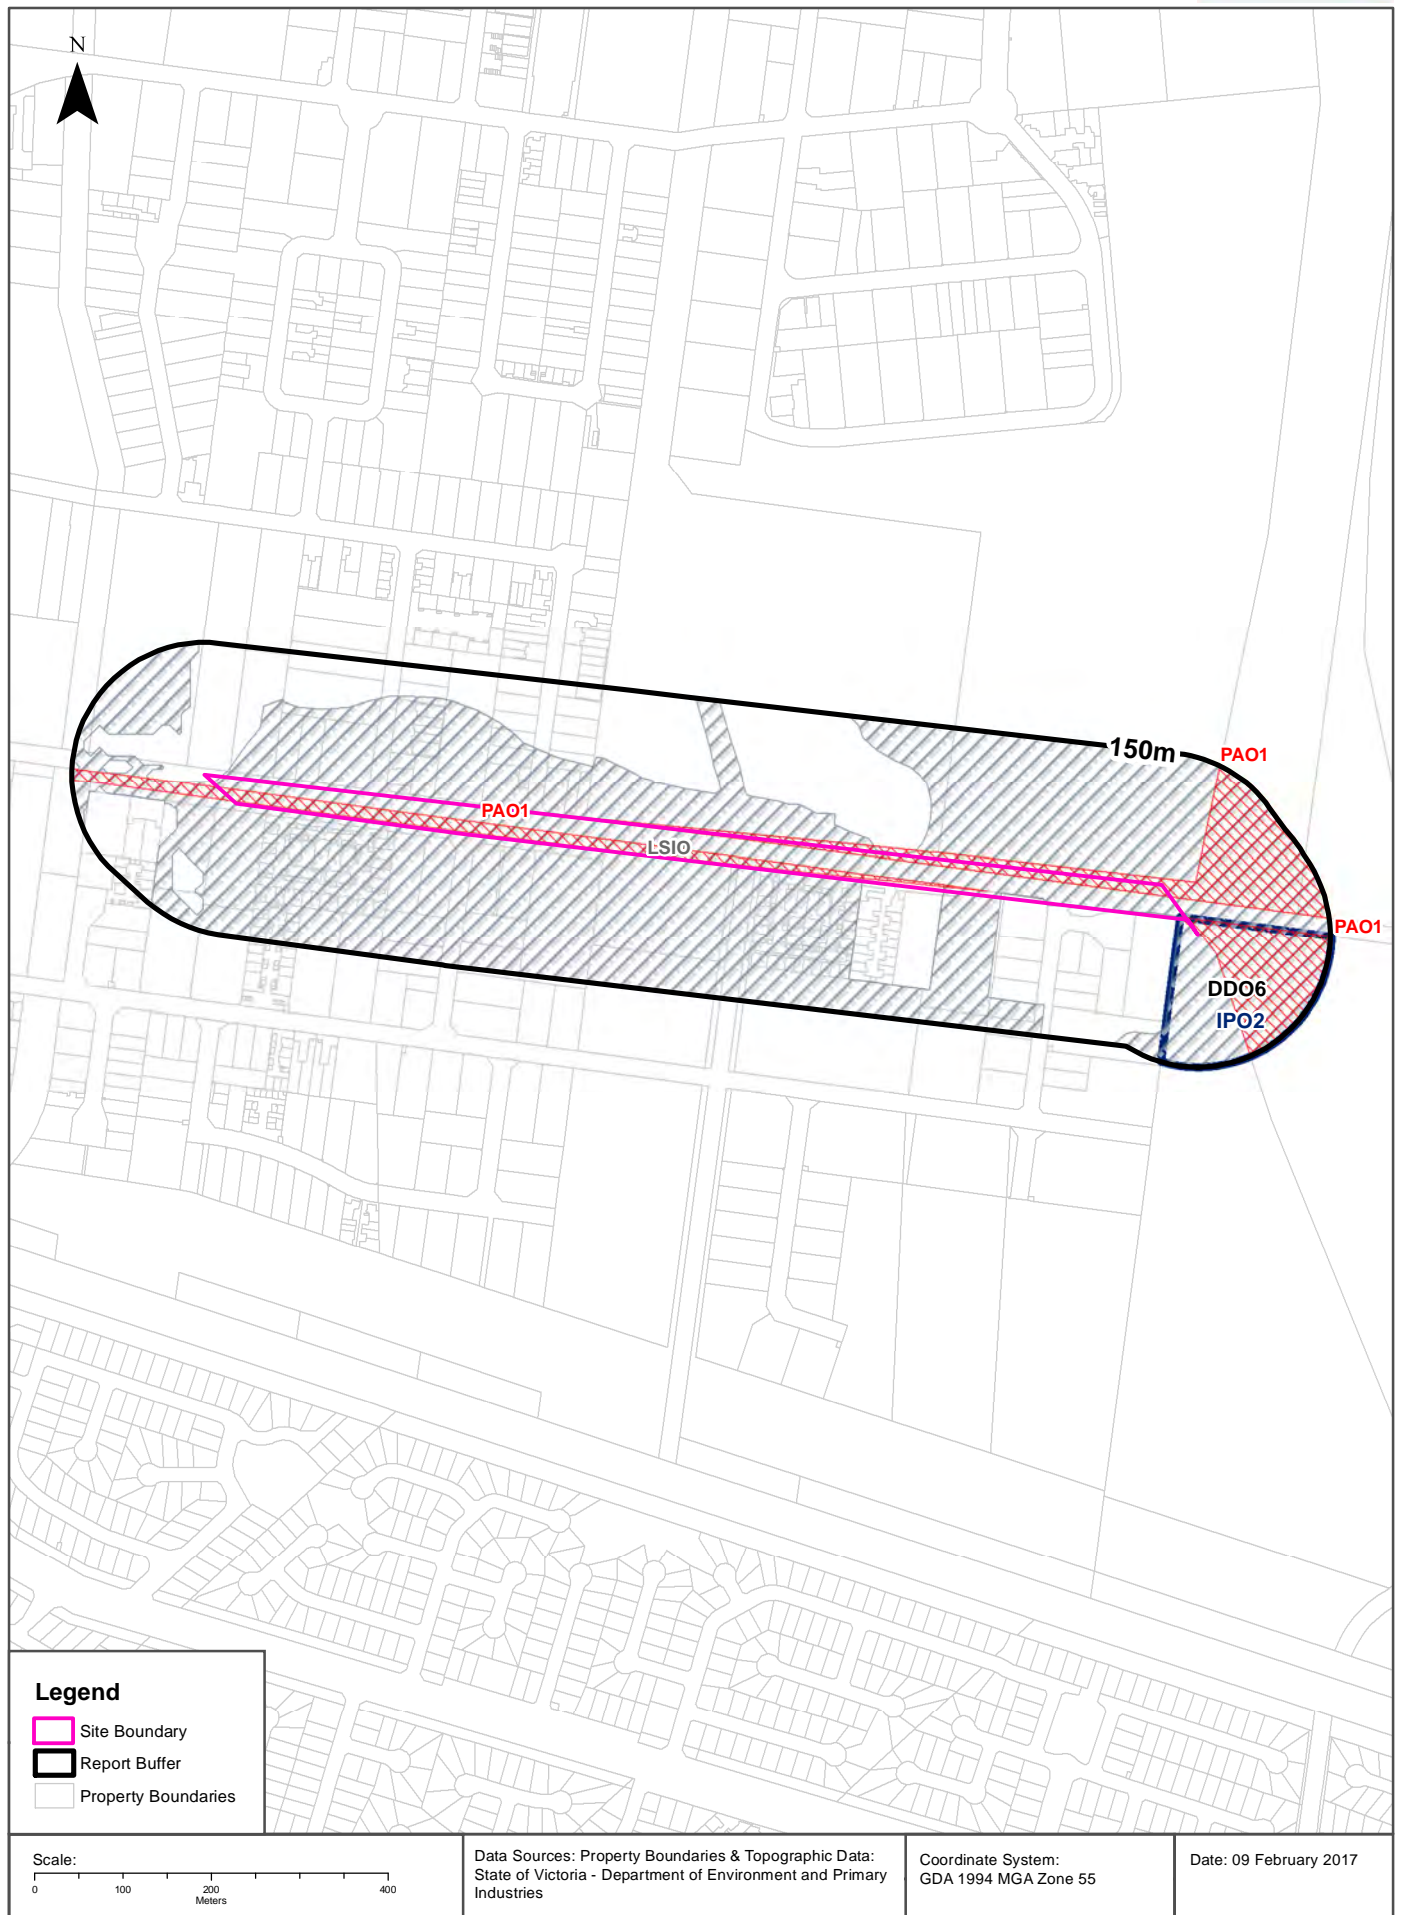 N
150m
PAO1
PAO1
LSIO
PAO1
DDO6
IPO2
Legend
Site Boundary
Report Buffer
Property Boundaries
Scale:
0 100 200 400
Meters
Data Sources: Property Boundaries & Topographic Data:
State of Victoria - Department of Environment and Primary
Industries
Coordinate System:
GDA 1994 MGA Zone 55
Date: 09 February 2017